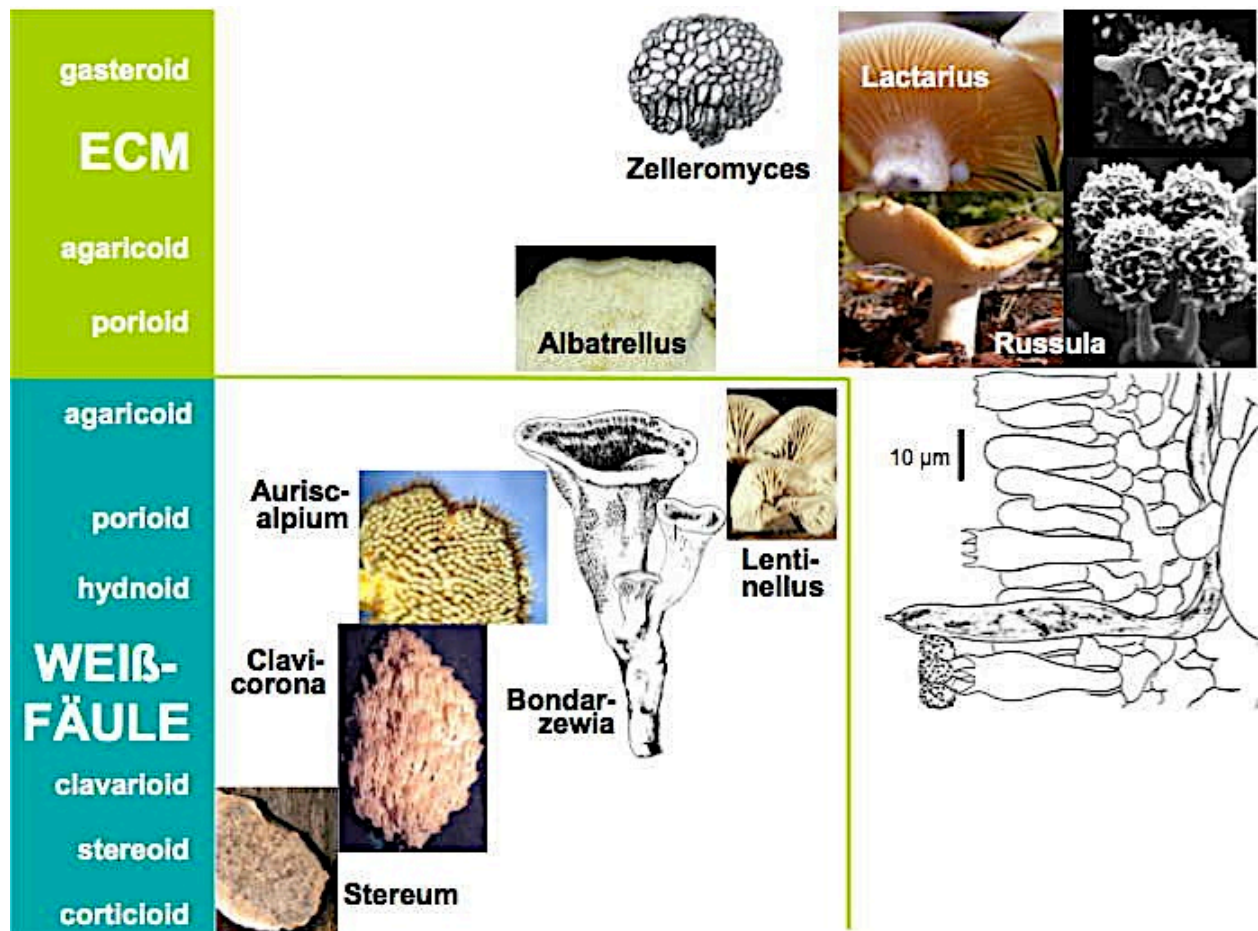 gasteroid
ECM
agaricoid
porioid
agaricoid
porioid
hydnoid
WEIß-
FÄULE
clavarioid
stereoid
corticioid
Zelleromyces
Lactarius
Albatrellus
Russula
Aurisc-
alpium
Lenti-
nellus
Clavi-
corona
Bondar-
zewia
Stereum
10 µm